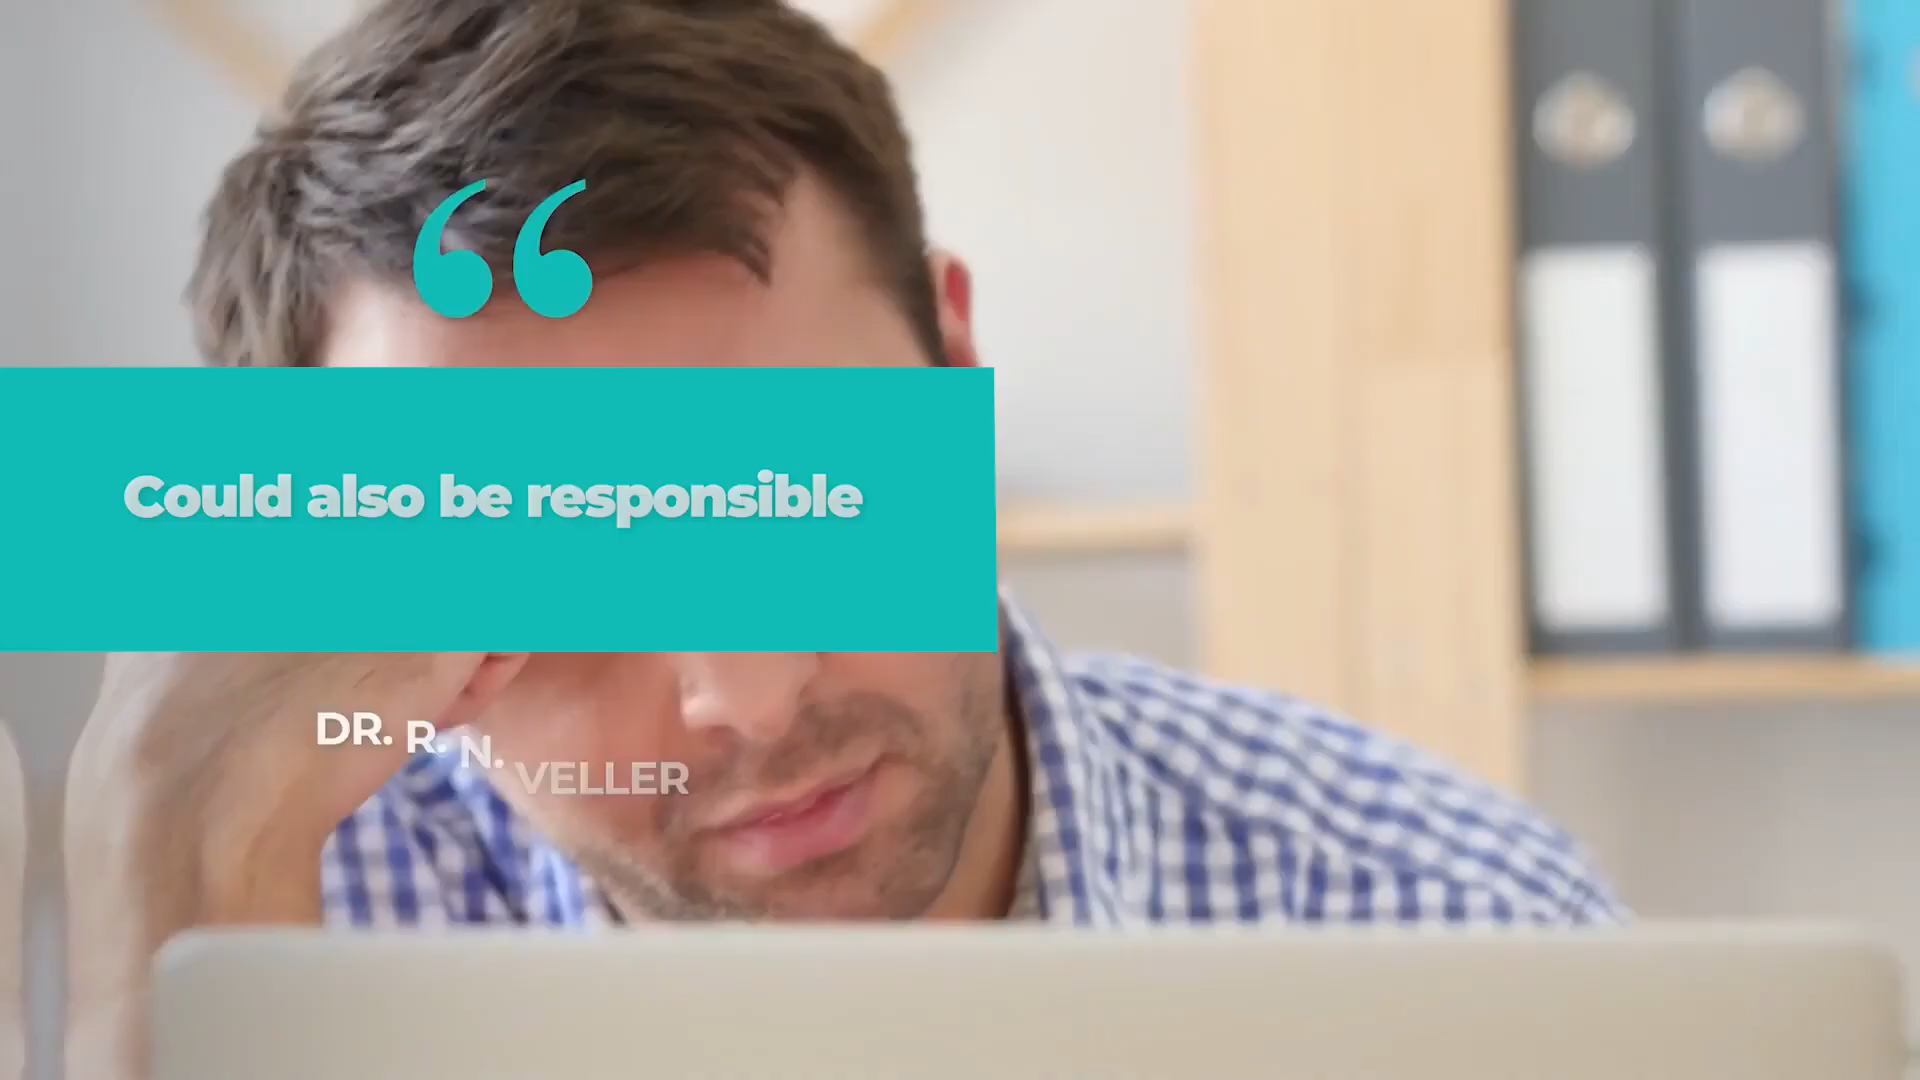 “
Could also be responsible
DR. R. N. VELLER